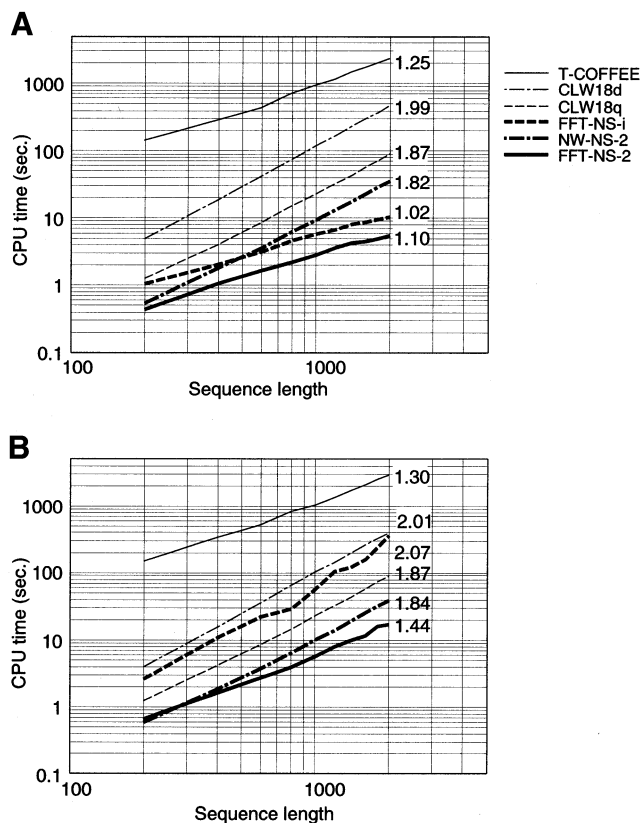 A
1000
100
10
1
0.1
CPU time (sec.)
1.25
1.99
1.87
1.82
1.02
1.10
100
1000
Sequence length
T-COFFEE
CLW18d
CLW18q
FFT-NS-i
NW-NS-2
FFT-NS-2
B
1000
100
10
1
0.1
CPU time (sec.)
1.30
2.01
2.07
1.87
1.84
1.44
100
1000
Sequence length